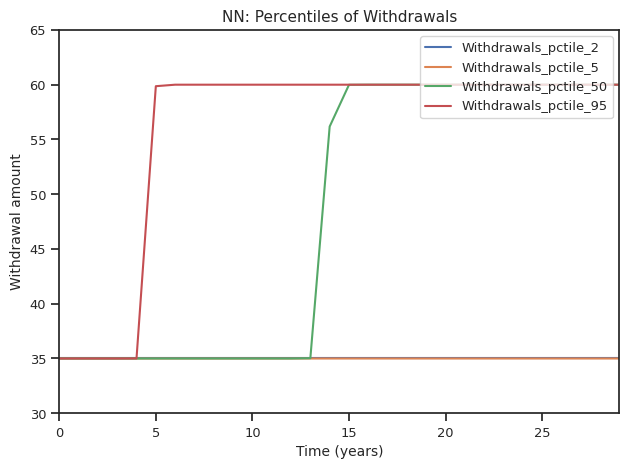 NN: Percentiles of Withdrawals
65
60
55
50
45
40
35
30
Withdrawal amount
Withdrawals_pctile_2
Withdrawals_pctile_5
Withdrawals_pctile_50
Withdrawals_pctile_95
0 5 10 15 20 25
Time (years)